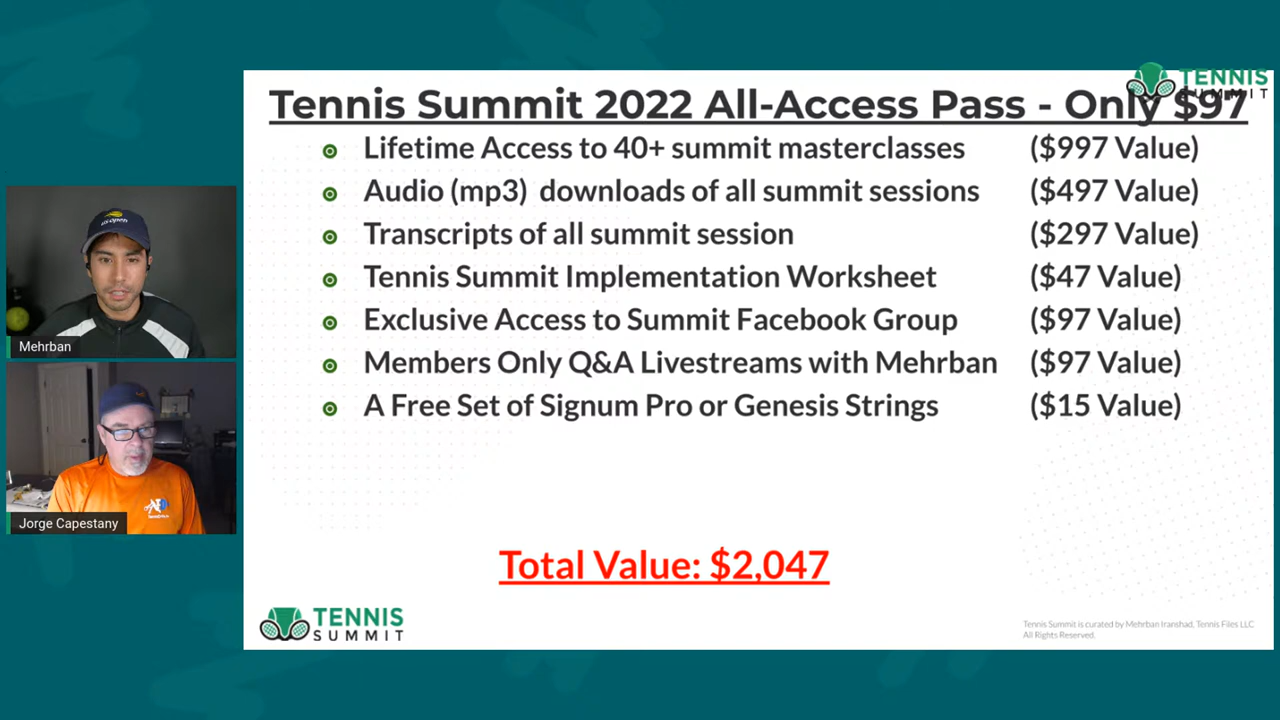 Tennis Summit 2022 All-Access Pass - Only $97
TENNIS
SUMMIT
Lifetime Access to 40+ summit masterclasses ($997 Value)
Audio (mp3) downloads of all summit sessions ($497 Value)
Transcripts of all summit session ($297 Value)
Tennis Summit Implementation Worksheet ($47 Value)
Exclusive Access to Summit Facebook Group ($97 Value)
Members Only Q&A Livestreams with Mehrban ($97 Value)
A Free Set of Signum Pro or Genesis Strings ($15 Value)
us open
Mehrban
Jorge Capestany
Total Value: $2,047
TENNIS
SUMMIT
Tennis Summit is curated by Mehrban Iranshad, Tennis Files LLC
All Rights Reserved.